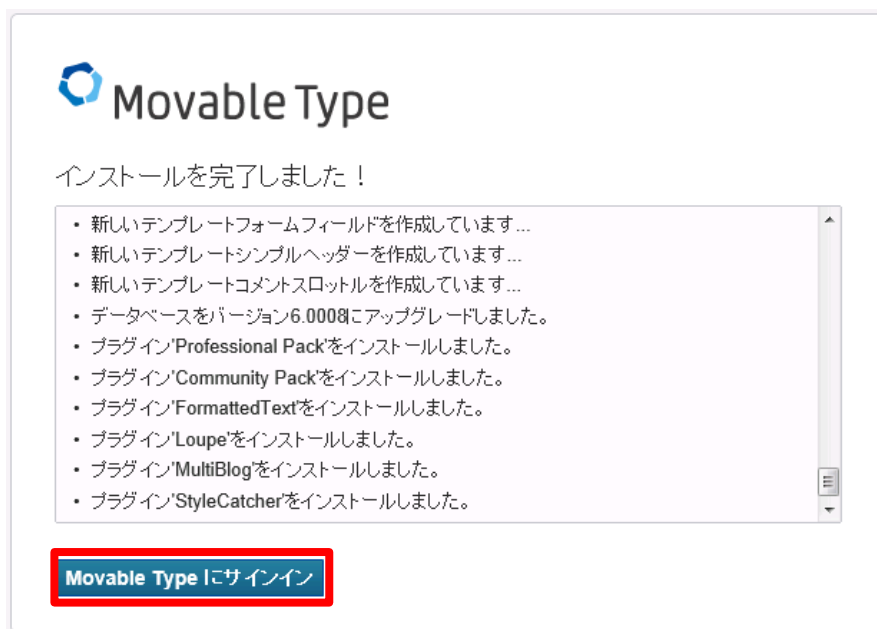 Movable Type
インストールを完了しました！
・ 新しいテンプレートフォームフィールドを作成しています...
・ 新しいテンプレートシンプルヘッダーを作成しています...
・ 新しいテンプレートコメントスロットルを作成しています...
・ データベースをバージョン6.0008にアップグレードしました。
・ プラグイン'Professional Pack'をインストールしました。
・ プラグイン'Community Pack'をインストールしました。
・ プラグイン'FormattedText'をインストールしました。
・ プラグイン'Loupe'をインストールしました。
・ プラグイン'MultiBlog'をインストールしました。
・ プラグイン'StyleCatcher'をインストールしました。
Movable Type にサインイン